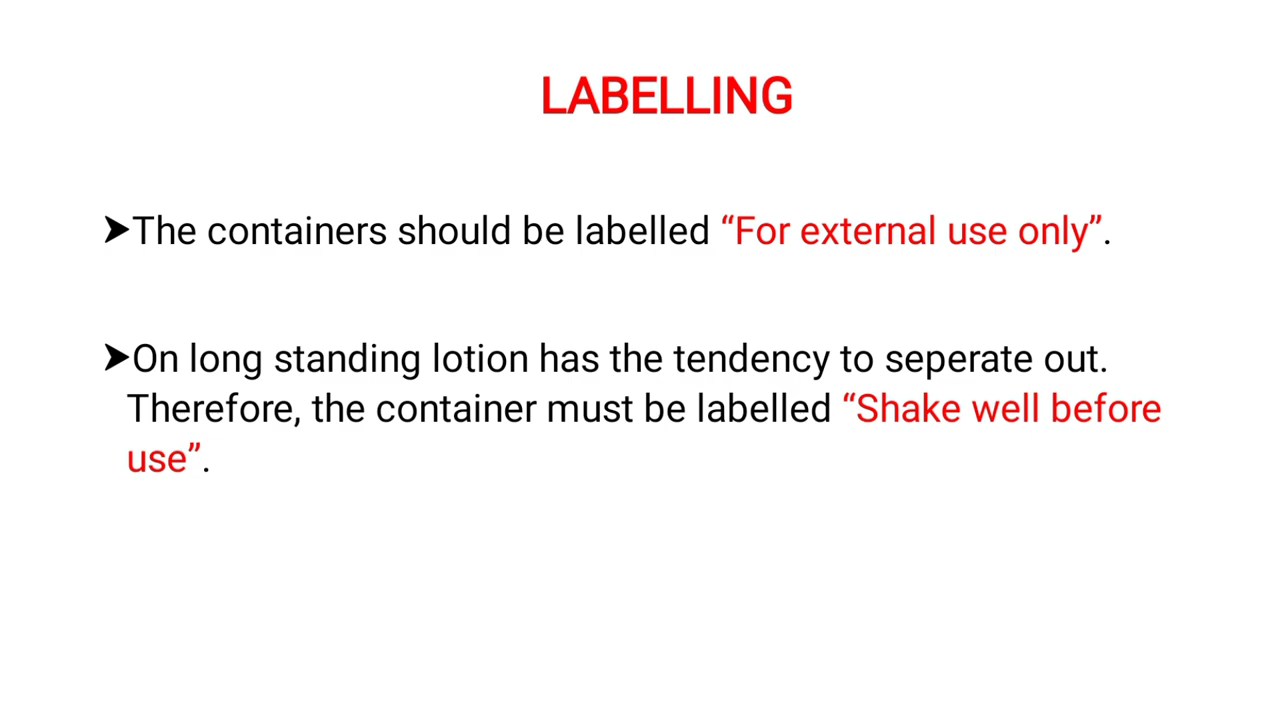 LABELLING
➤The containers should be labelled “For external use only”.
➤On long standing lotion has the tendency to seperate out.
Therefore, the container must be labelled “Shake well before
use”.